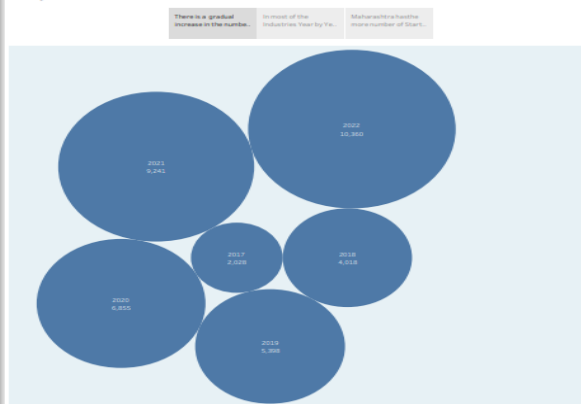 There is a gradual
increase in the numbe..
In most of the
Industries Year by Ye..
Maharashtra hasthe
more number of Start..
2022
10,360
2021
9,241
2017
2,028
2018
4,018
2020
6,855
2019
5,398